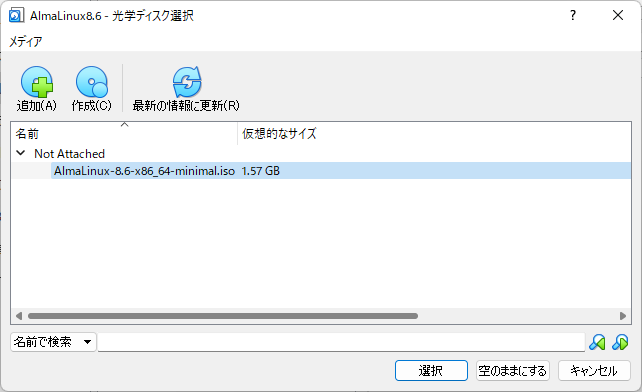 AlmaLinux8.6 - 光学ディスク選択
?
メディア
追加(A) 作成(C) 最新の情報に更新(R)
名前 仮想的なサイズ
Not Attached
AlmaLinux-8.6-x86_64-minimal.iso 1.57 GB
名前で検索
選択 空のままにする キャンセル